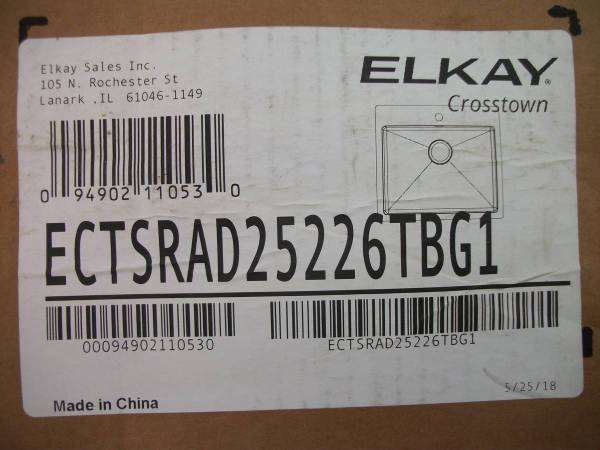 Elkay Sales Inc.
105 N. Rochester St
Lanark ,IL 61046-1149
ELKAY®
Crosstown
0 94902 11053 0
ECTSRAD25226TBG1
00094902110530
ECTSRAD25226TBG1
5/25/18
Made in China